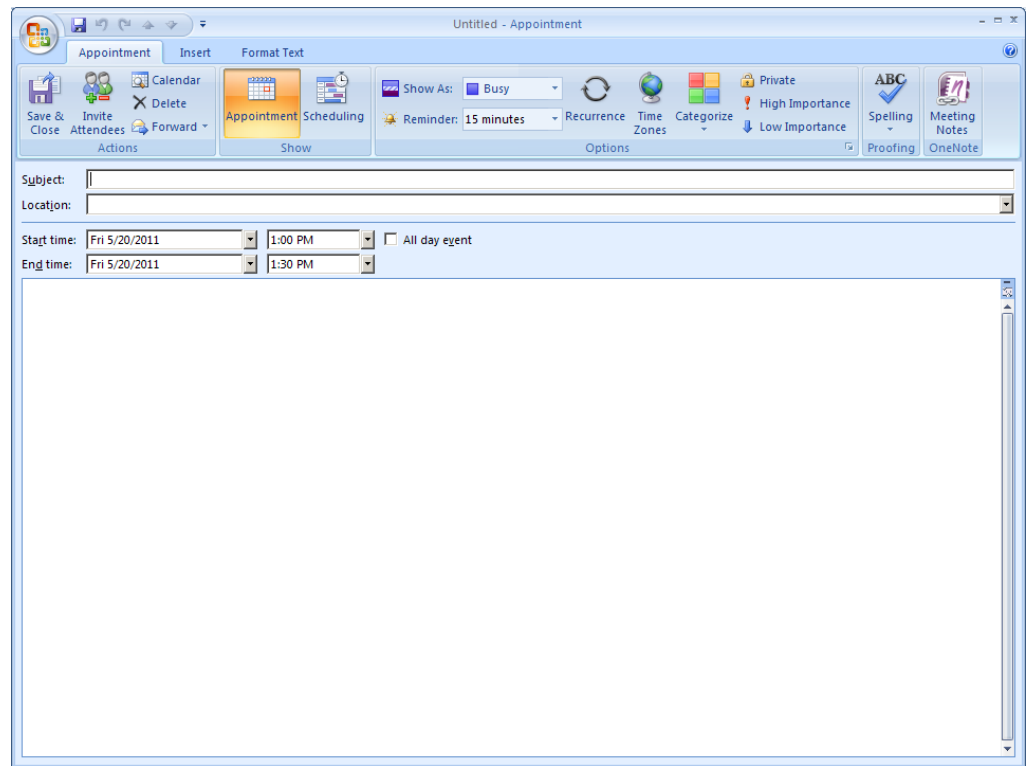 Untitled - Appointment
Appointment Insert Format Text
Save & Close
Invite Attendees
Calendar
Delete
Forward
Actions
Appointment
Scheduling
Show
Show As: Busy
Reminder: 15 minutes
Recurrence
Time Zones
Categorize
Private
High Importance
Low Importance
Options
ABC
Spelling
Proofing
Meeting Notes
OneNote
Subject:
Location:
Start time: Fri 5/20/2011 1:00 PM All day event
End time: Fri 5/20/2011 1:30 PM